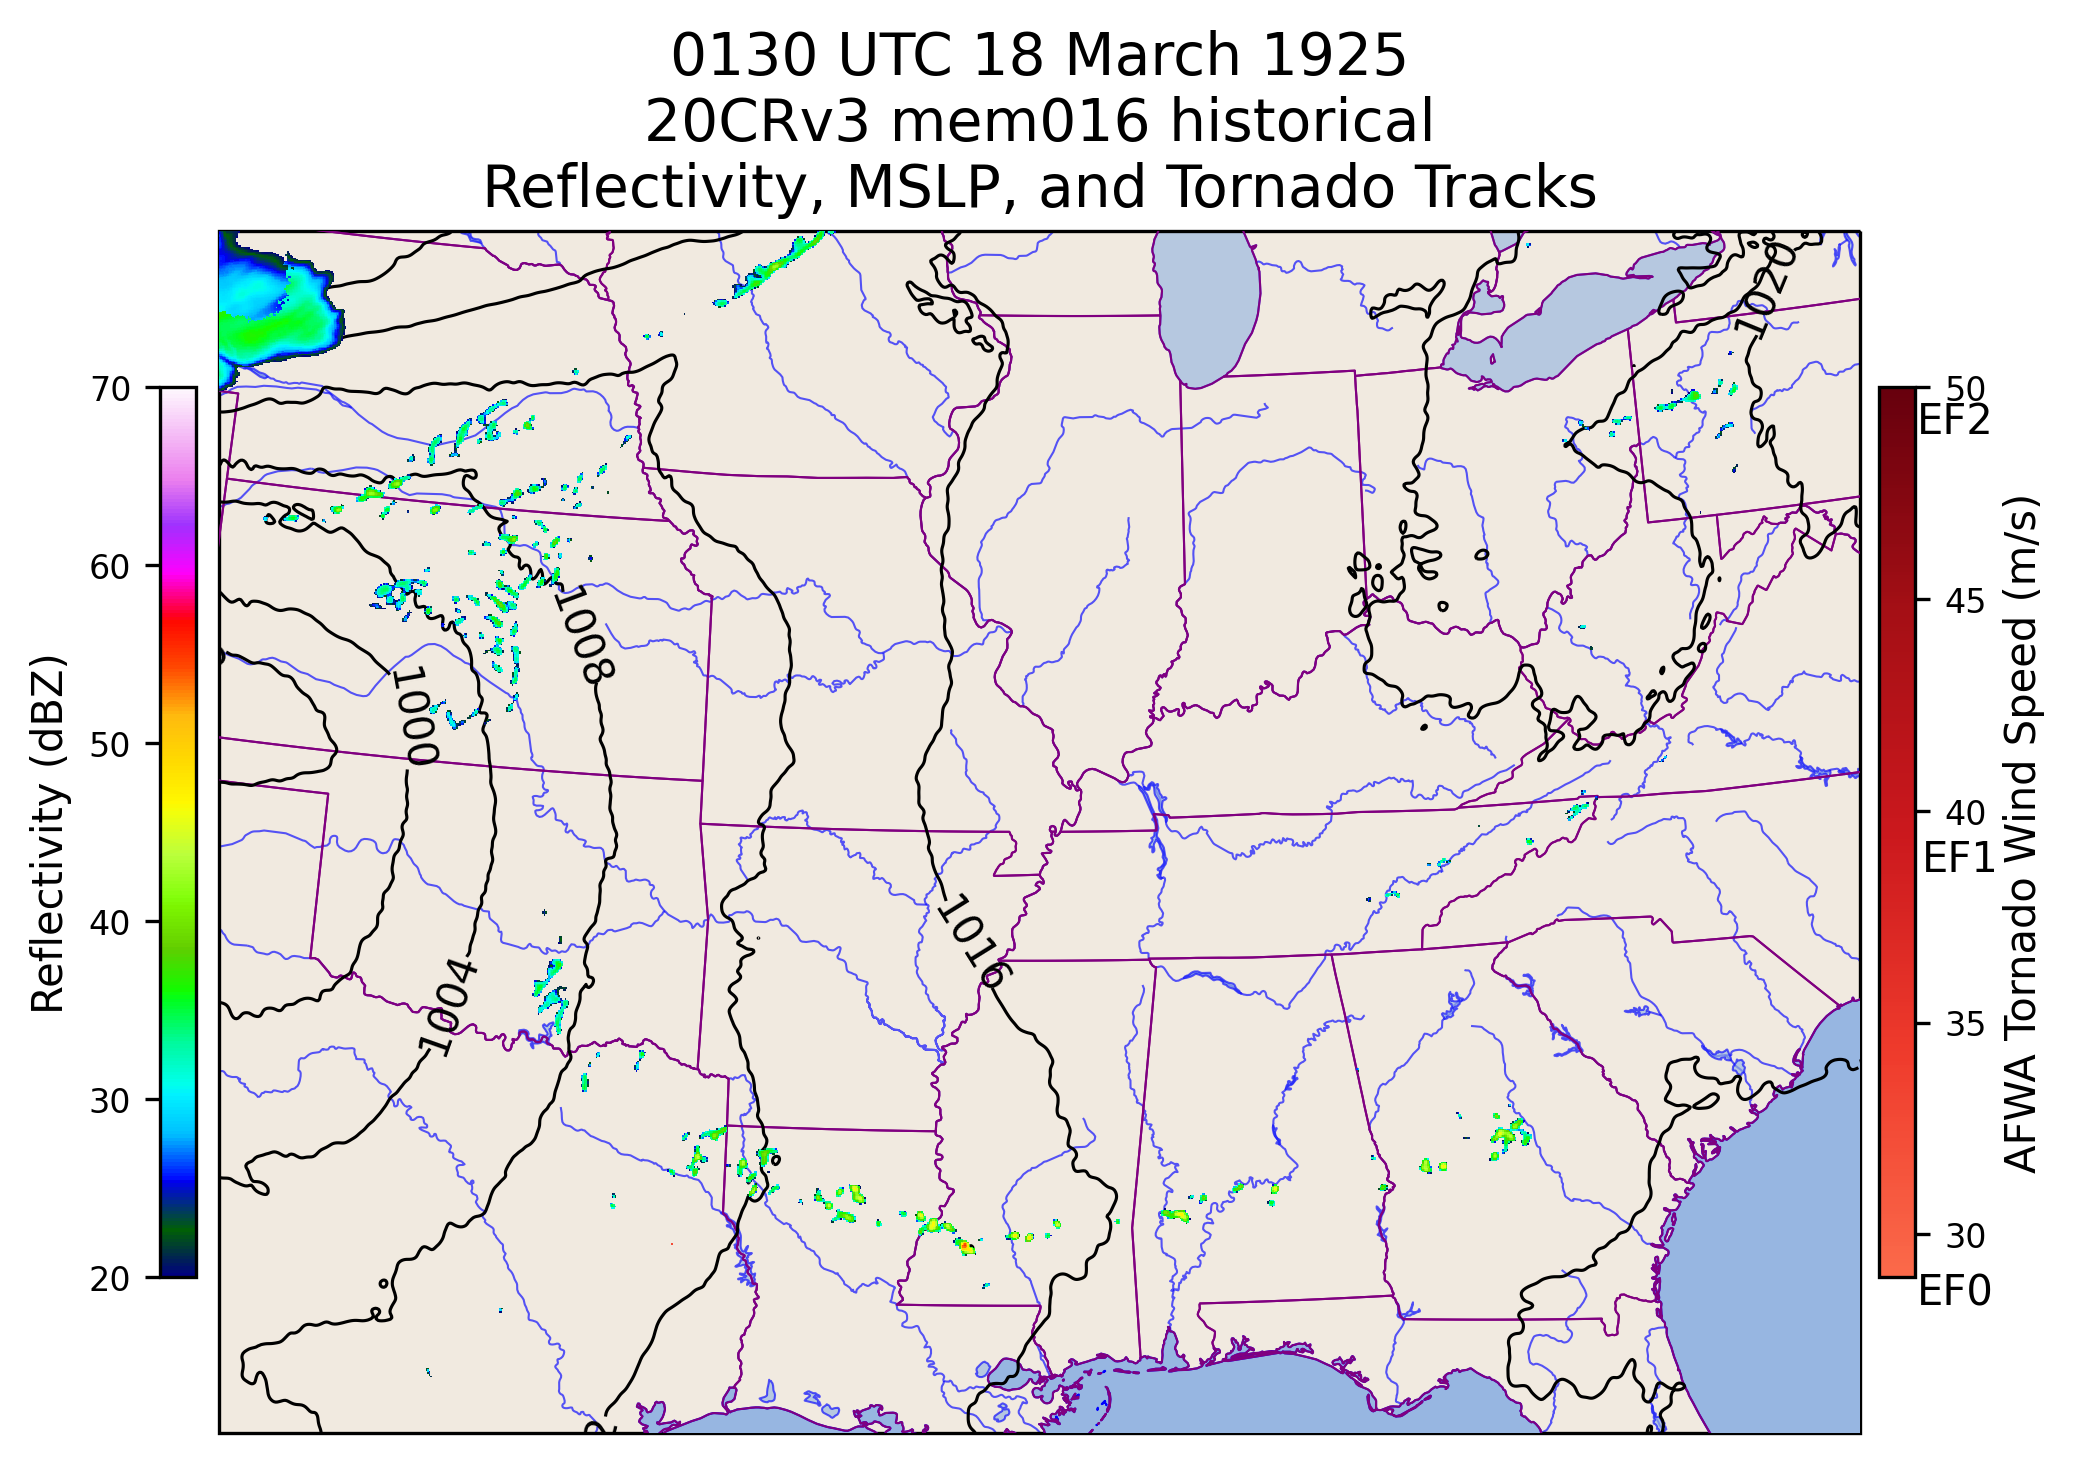 0130 UTC 18 March 1925
20CRv3 mem016 historical
Reflectivity, MSLP, and Tornado Tracks
Reflectivity (dBZ)
70
60
50
40
30
20
1020
1008
1000
1016
1004
50
EF2
45
40
EF1
35
30
EF0
AFWA Tornado Wind Speed (m/s)